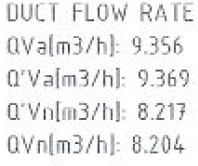 DUCT FLOW RATE
QVa[m3/h]: 9.356
Q'Va[m3/h]: 9.369
Q'Vn[m3/h]: 8.217
QVn[m3/h]: 8.204